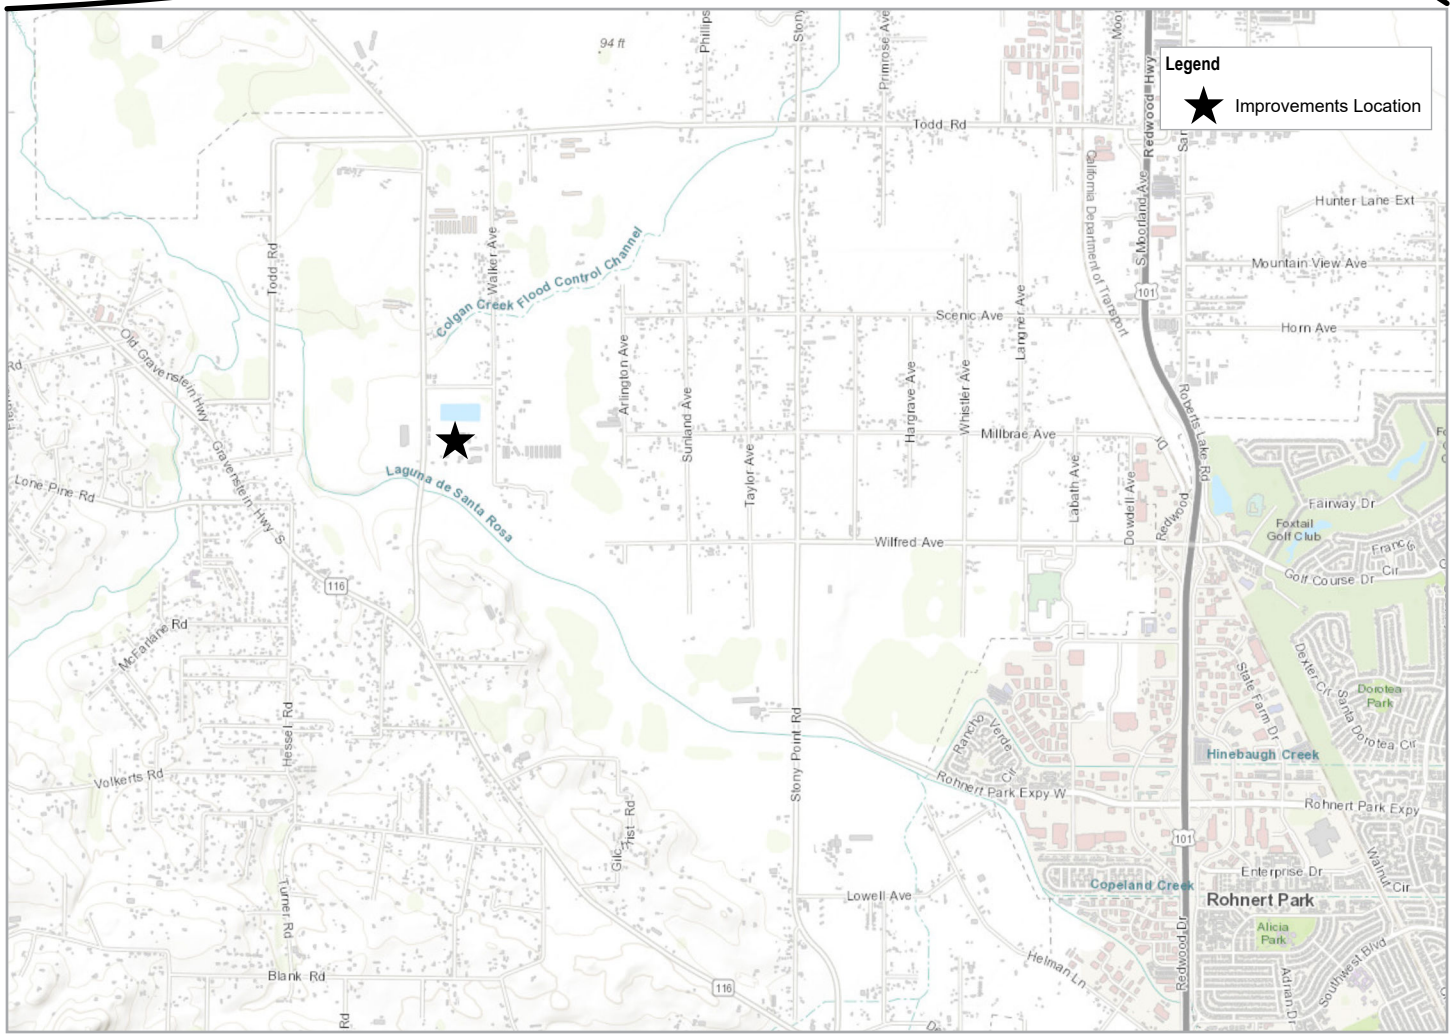 94 ft
Phillips
Stony
Primrose Ave
Moor
Redwood Hwy
Legend
Improvements Location
Todd Rd
San
California Department of Transport
S Moorland Ave
Hunter Lane Ext
Todd Rd
Walker Ave
Colgan Creek Flood Control Channel
Mountain View Ave
101
Scenic Ave
Langner Ave
Horn Ave
Old Gravenstein Hwy
Rd
Arlington Ave
Sunland Ave
Hargrave Ave
Whistler Ave
Roberts Lake Rd
Millbrae Ave
Dr
Gravenstein Hwy S
Laguna de Santa Rosa
Taylor Ave
Labath Ave
Dowdell Ave
Redwood
Lone Pine Rd
Fairway Dr
Foxtail
Golf Club
Wilfred Ave
Francis
Cir
Golf Course Dr
116
McFarlane Rd
Dexter Cir
State Farm Dr
Dorotea
Park
Santa Dorotea Cir
Hessel Rd
Stony Point Rd
Rancho
Verde
Cir
Hinebaugh Creek
Volkerts Rd
Rohnert Park Expy W
Rohnert Park Expy
Gilchrist Rd
101
Walnut Cir
Enterprise Dr
Copeland Creek
Rohnert Park
Lowell Ave
Turner Rd
Alicia
Park
Redwood Dr
Southwest Blvd
Adrian Dr
Helman Ln
Blank Rd
116
Rd